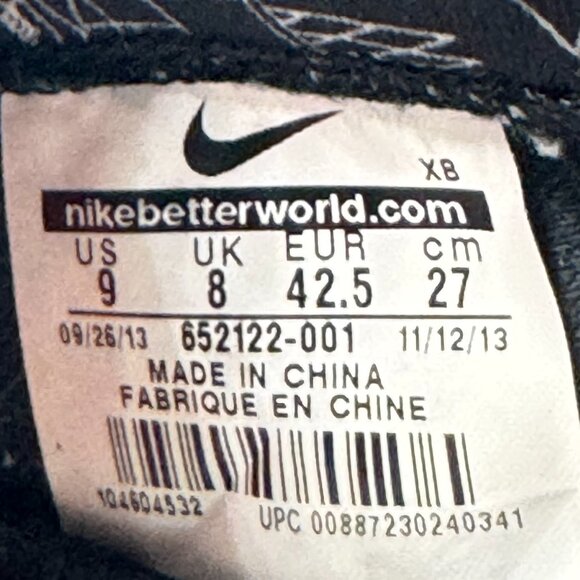 XB
nikebetterworld.com
US UK EUR cm
9 8 42.5 27
09/26/13 652122-001 11/12/13
MADE IN CHINA
FABRIQUE EN CHINE
104604532
UPC 00887230240341